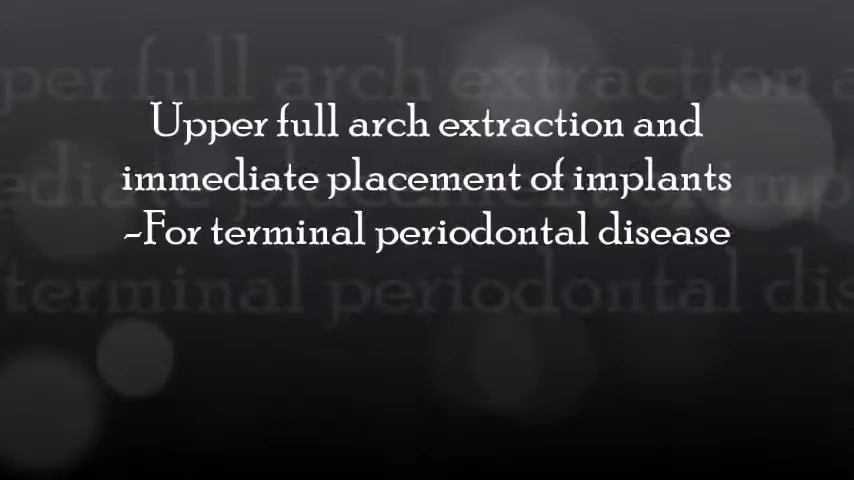 Upper full arch extraction and
immediate placement of implants
-For terminal periodontal disease